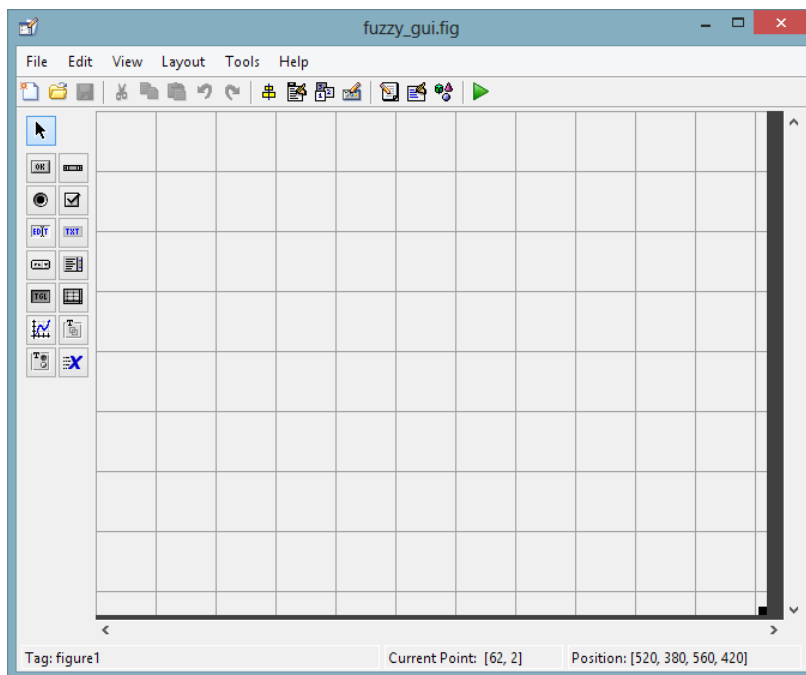 fuzzy_gui.fig
File Edit View Layout Tools Help
OK
EDIT TXT
TGL
T
T X
Tag: figure1 Current Point: [62, 2] Position: [520, 380, 560, 420]